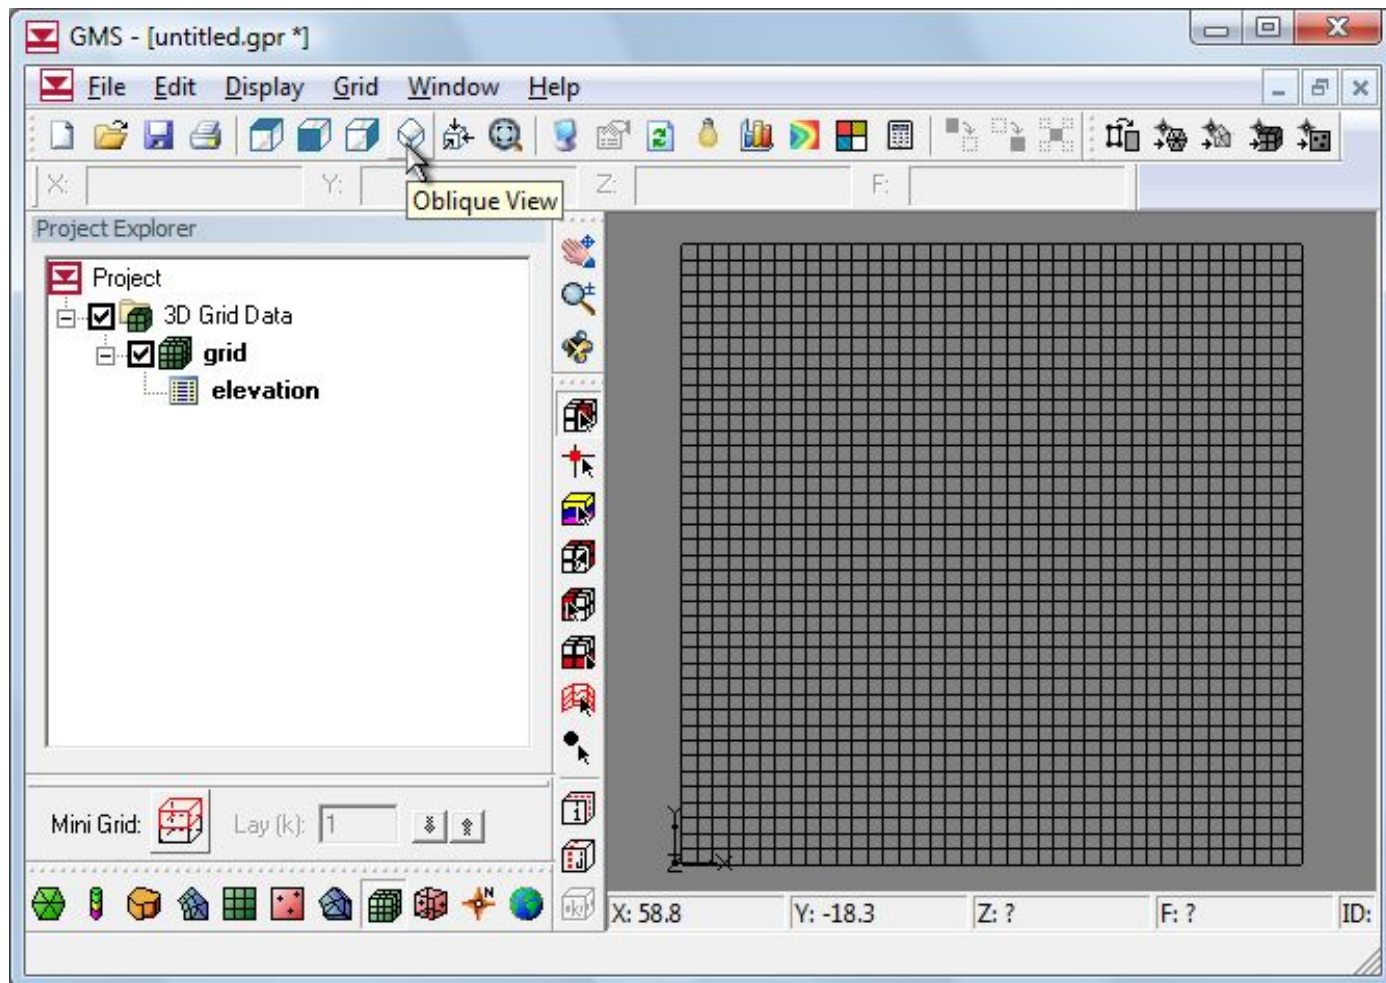 GMS - [untitled.gpr *]
File Edit Display Grid Window Help
X: Y: Z: F:
Oblique View
Project Explorer
Project
3D Grid Data
grid
elevation
Mini Grid: Lay (k): 1
Y
Z X
N
X: 58.8 Y: -18.3 Z: ? F: ? ID: